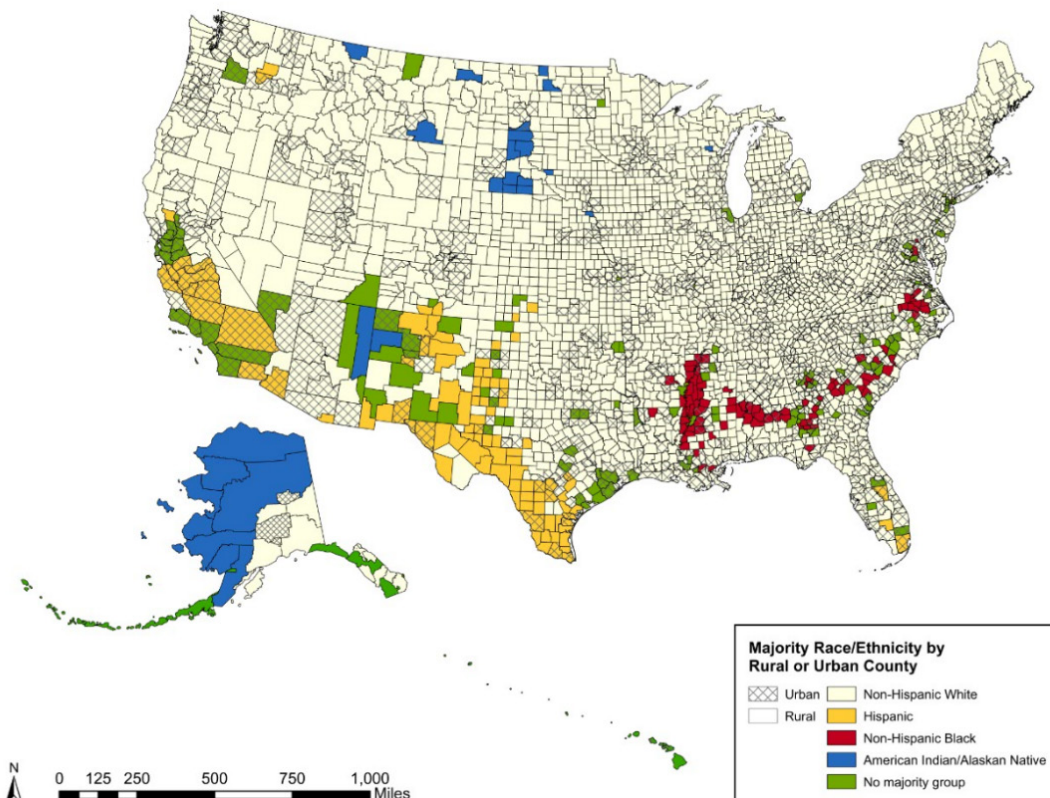 Majority Race/Ethnicity by
Rural or Urban County
Urban
Rural
Non-Hispanic White
Hispanic
Non-Hispanic Black
American Indian/Alaskan Native
No majority group
N
0 125 250 500 750 1,000
Miles